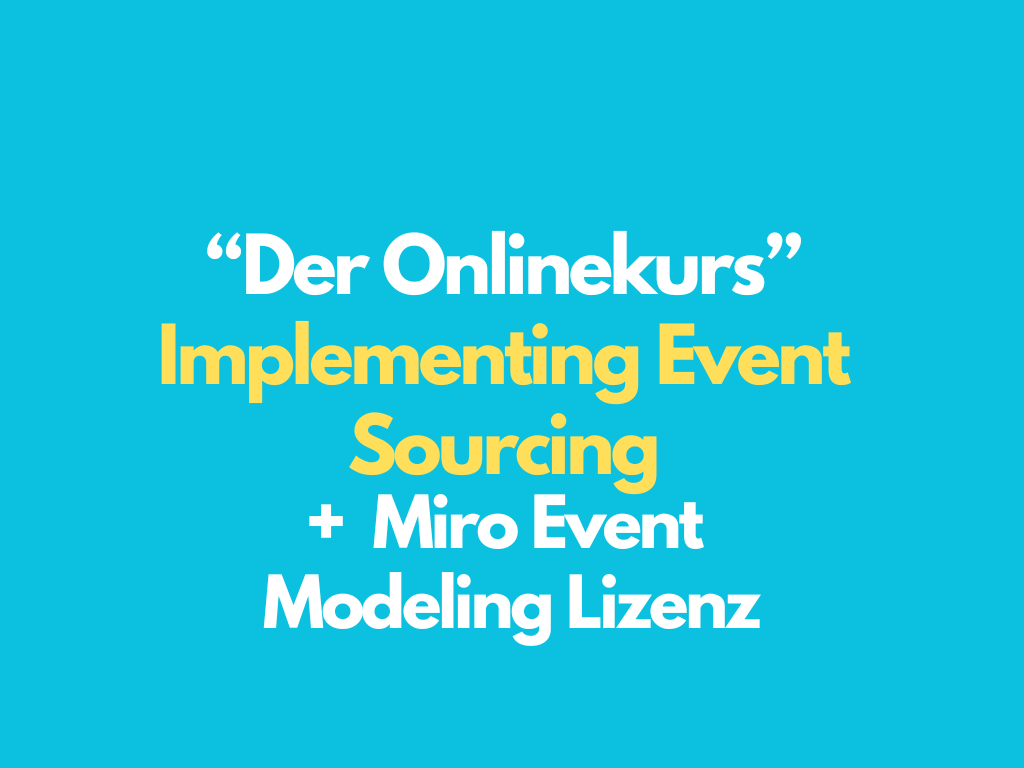 “Der Onlinekurs”
Implementing Event
Sourcing
+ Miro Event
Modeling Lizenz